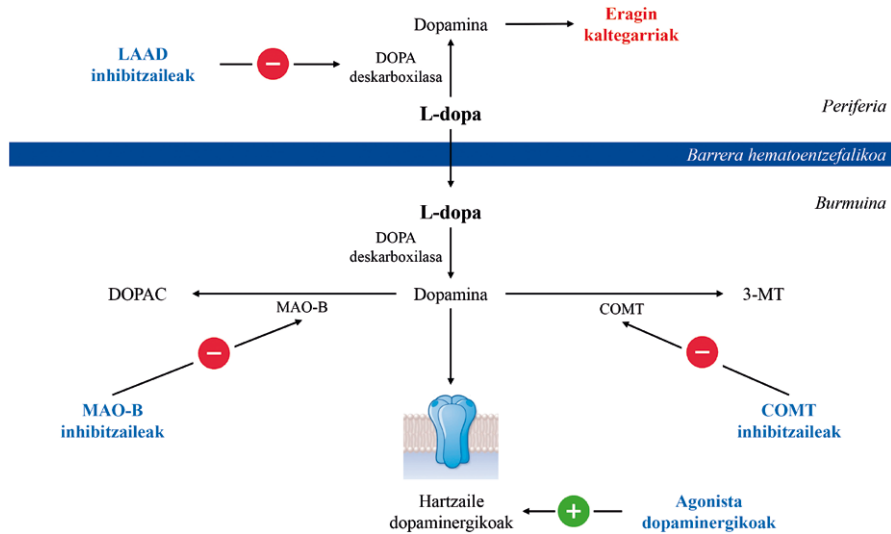 Dopamina
Eragin
kaltegarriak
LAAD
inhibitzaileak
−
DOPA
deskarboxilasa
L-dopa
Periferia
Barrera hematoentzefalikoa
L-dopa
Burmuina
DOPA
deskarboxilasa
DOPAC
MAO-B
Dopamina
COMT
3-MT
−
−
MAO-B
inhibitzaileak
COMT
inhibitzaileak
Hartzaile
dopaminergikoak
+
Agonista
dopaminergikoak